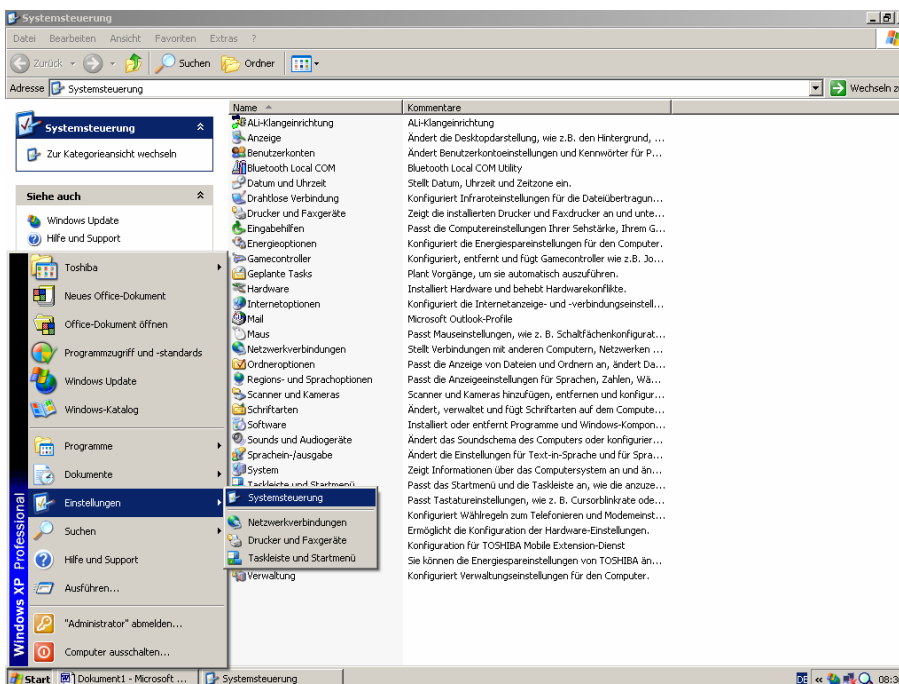 Systemsteuerung
Datei Bearbeiten Ansicht Favoriten Extras ?
Zurück Suchen Ordner
Adresse Systemsteuerung Wechseln z
Systemsteuerung
Zur Kategorieansicht wechseln
Siehe auch
Windows Update
Hilfe und Support
Name Kommentare
ALi-Klangeinrichtung ALi-Klangeinrichtung
Anzeige Ändert die Desktopdarstellung, wie z.B. den Hintergrund, ...
Benutzerkonten Ändert Benutzerkontoeinstellungen und Kennwörter für P...
Bluetooth Local COM Bluetooth Local COM Utility
Datum und Uhrzeit Stellt Datum, Uhrzeit und Zeitzone ein.
Drahtlose Verbindung Konfiguriert Infraroteinstellungen für die Dateiübertragun...
Drucker und Faxgeräte Zeigt die installierten Drucker und Faxdrucker an und unte...
Eingabehilfen Passt die Computereinstellungen Ihrer Sehstärke, Ihrem G...
Energieoptionen Konfiguriert die Energiespareinstellungen für den Computer.
Gamecontroller Konfiguriert, entfernt und fügt Gamecontroller wie z.B. Jo...
Geplante Tasks Plant Vorgänge, um sie automatisch auszuführen.
Hardware Installiert Hardware und behebt Hardwarekonflikte.
Internetoptionen Konfiguriert die Internetanzeige- und -verbindungseinstell...
Mail Microsoft Outlook-Profile
Maus Passt Mauseinstellungen, wie z. B. Schaltfächenkonfigurat...
Netzwerkverbindungen Stellt Verbindungen mit anderen Computern, Netzwerken ...
Ordneroptionen Passt die Anzeige von Dateien und Ordnern an, ändert Da...
Regions- und Sprachoptionen Passt die Anzeigeeinstellungen für Sprachen, Zahlen, Wä...
Scanner und Kameras Scanner und Kameras hinzufügen, entfernen und konfigur...
Schriftarten Ändert, verwaltet und fügt Schriftarten auf dem Compute...
Software Installiert oder entfernt Programme und Windows-Kompon...
Sounds und Audiogeräte Ändert das Soundschema des Computers oder konfigurier...
Sprachein-/ausgabe Ändert die Einstellungen für Text-in-Sprache und für Spra...
System Zeigt Informationen über das Computersystem an und än...
Taskleiste und Startmenü Passt das Startmenü und die Taskleiste an, wie die anzuze...
Passt Tastatureinstellungen, wie z. B. Cursorblinkrate ode...
Konfiguriert Wählregeln zum Telefonieren und Modemeinst...
Ermöglicht die Konfiguration der Hardware-Einstellungen.
Konfiguration für TOSHIBA Mobile Extension-Dienst
Sie können die Energiespareinstellungen von TOSHIBA än...
Verwaltung Konfiguriert Verwaltungseinstellungen für den Computer.
Toshiba
Neues Office-Dokument
Office-Dokument öffnen
Programmzugriff und -standards
Windows Update
Windows-Katalog
Programme
Dokumente
Einstellungen
Suchen
Hilfe und Support
Ausführen...
"Administrator" abmelden...
Computer ausschalten...
Windows XP Professional
Systemsteuerung
Netzwerkverbindungen
Drucker und Faxgeräte
Taskleiste und Startmenü
Start Dokument1 - Microsoft ... Systemsteuerung DE « 08:3